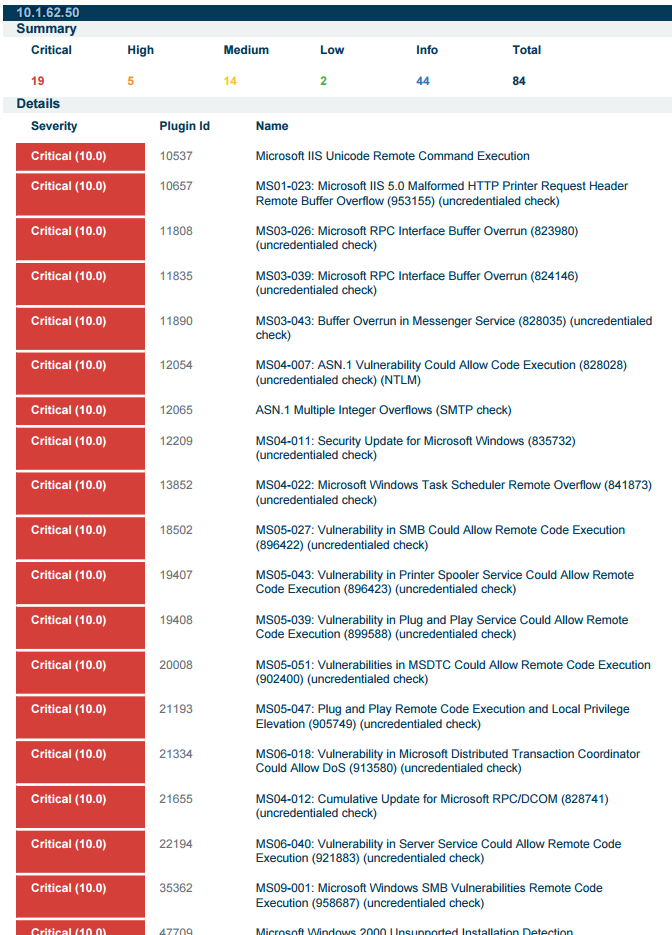 10.1.62.50
Summary
Critical High Medium Low Info Total
19 5 14 2 44 84
Details
Severity Plugin Id Name
Critical (10.0) 10537 Microsoft IIS Unicode Remote Command Execution
Critical (10.0) 10657 MS01-023: Microsoft IIS 5.0 Malformed HTTP Printer Request Header
Remote Buffer Overflow (953155) (uncredentialed check)
Critical (10.0) 11808 MS03-026: Microsoft RPC Interface Buffer Overrun (823980)
(uncredentialed check)
Critical (10.0) 11835 MS03-039: Microsoft RPC Interface Buffer Overrun (824146)
(uncredentialed check)
Critical (10.0) 11890 MS03-043: Buffer Overrun in Messenger Service (828035) (uncredentialed
check)
Critical (10.0) 12054 MS04-007: ASN.1 Vulnerability Could Allow Code Execution (828028)
(uncredentialed check) (NTLM)
Critical (10.0) 12065 ASN.1 Multiple Integer Overflows (SMTP check)
Critical (10.0) 12209 MS04-011: Security Update for Microsoft Windows (835732)
(uncredentialed check)
Critical (10.0) 13852 MS04-022: Microsoft Windows Task Scheduler Remote Overflow (841873)
(uncredentialed check)
Critical (10.0) 18502 MS05-027: Vulnerability in SMB Could Allow Remote Code Execution
(896422) (uncredentialed check)
Critical (10.0) 19407 MS05-043: Vulnerability in Printer Spooler Service Could Allow Remote
Code Execution (896423) (uncredentialed check)
Critical (10.0) 19408 MS05-039: Vulnerability in Plug and Play Service Could Allow Remote
Code Execution (899588) (uncredentialed check)
Critical (10.0) 20008 MS05-051: Vulnerabilities in MSDTC Could Allow Remote Code Execution
(902400) (uncredentialed check)
Critical (10.0) 21193 MS05-047: Plug and Play Remote Code Execution and Local Privilege
Elevation (905749) (uncredentialed check)
Critical (10.0) 21334 MS06-018: Vulnerability in Microsoft Distributed Transaction Coordinator
Could Allow DoS (913580) (uncredentialed check)
Critical (10.0) 21655 MS04-012: Cumulative Update for Microsoft RPC/DCOM (828741)
(uncredentialed check)
Critical (10.0) 22194 MS06-040: Vulnerability in Server Service Could Allow Remote Code
Execution (921883) (uncredentialed check)
Critical (10.0) 35362 MS09-001: Microsoft Windows SMB Vulnerabilities Remote Code
Execution (958687) (uncredentialed check)
Critical (10.0) 47709 Microsoft Windows 2000 Unsupported Installation Detection